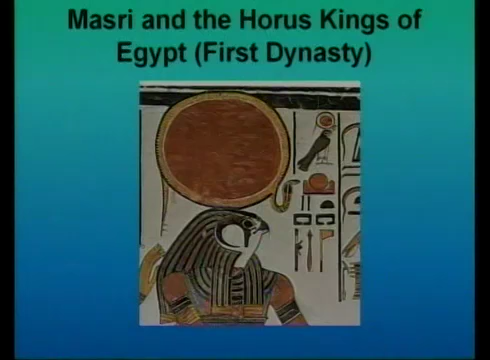 Masri and the Horus Kings of
Egypt (First Dynasty)